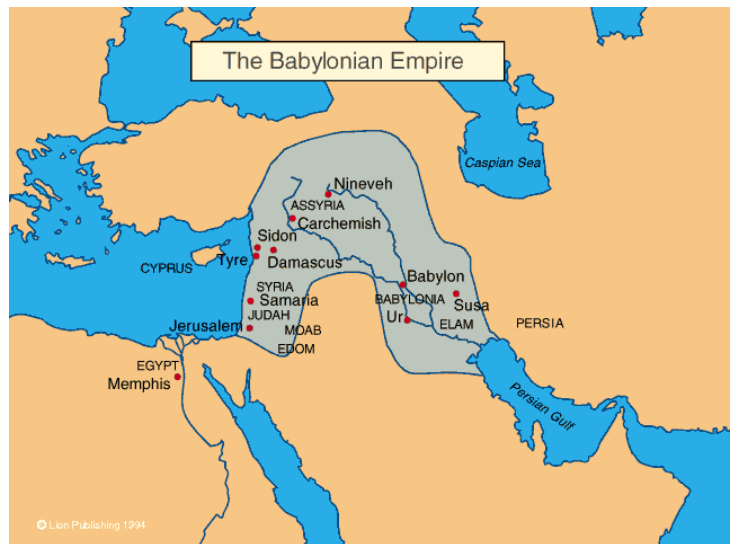 The Babylonian Empire
Caspian Sea
Nineveh
ASSYRIA
Carchemish
Sidon
Tyre
Damascus
CYPRUS
Babylon
SYRIA
Samaria
BABYLONIA
Susa
JUDAH
Ur
Jerusalem
MOAB
ELAM
PERSIA
EDOM
EGYPT
Memphis
Persian Gulf
© Lion Publishing 1994